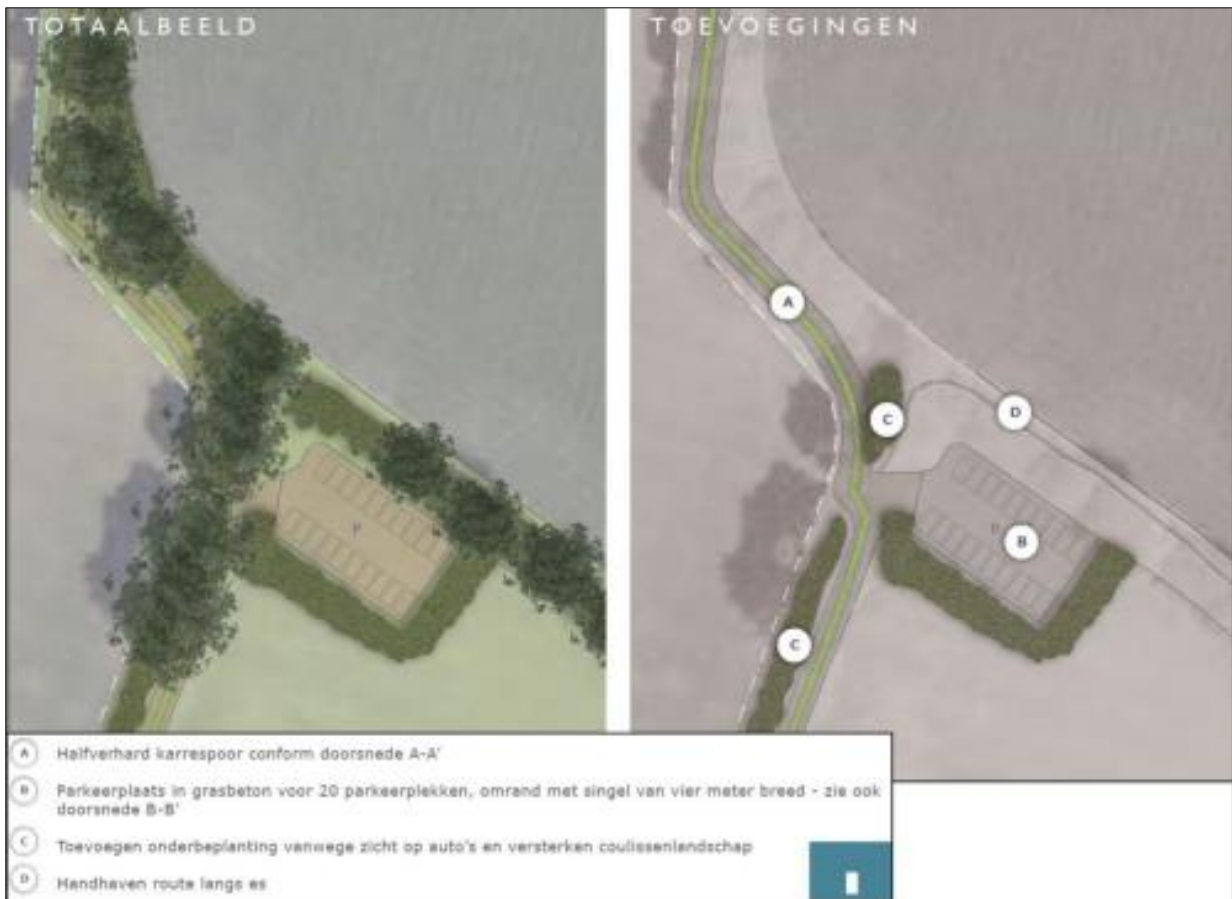 TOTAALBEELD
TOEVOEGINGEN
A
C
D
P
P
B
C
A Halfverhard karrespoor conform doorsnede A-A'
B Parkeerplaats in grasbeton voor 20 parkeerplekken, omrand met singel van vier meter breed - zie ook
doorsnede B-B'
C Toevoegen onderbeplanting vanwege zicht op auto's en versterken coulissenlandschap
D Handhaven route langs es